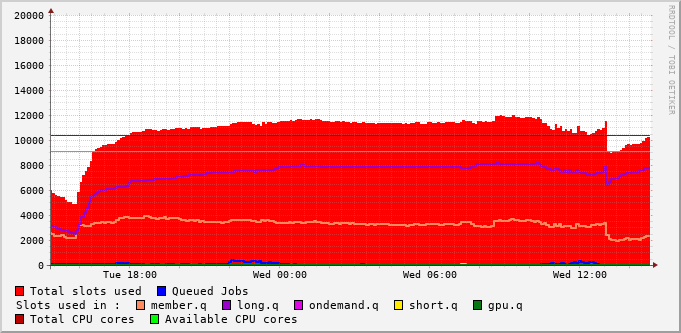 RRDTOOL / TOBI OETIKER
20000
18000
16000
14000
12000
10000
8000
6000
4000
2000
0
Tue 18:00 Wed 00:00 Wed 06:00 Wed 12:00
Total slots used Queued Jobs
Slots used in : member.q long.q ondemand.q short.q gpu.q
Total CPU cores Available CPU cores